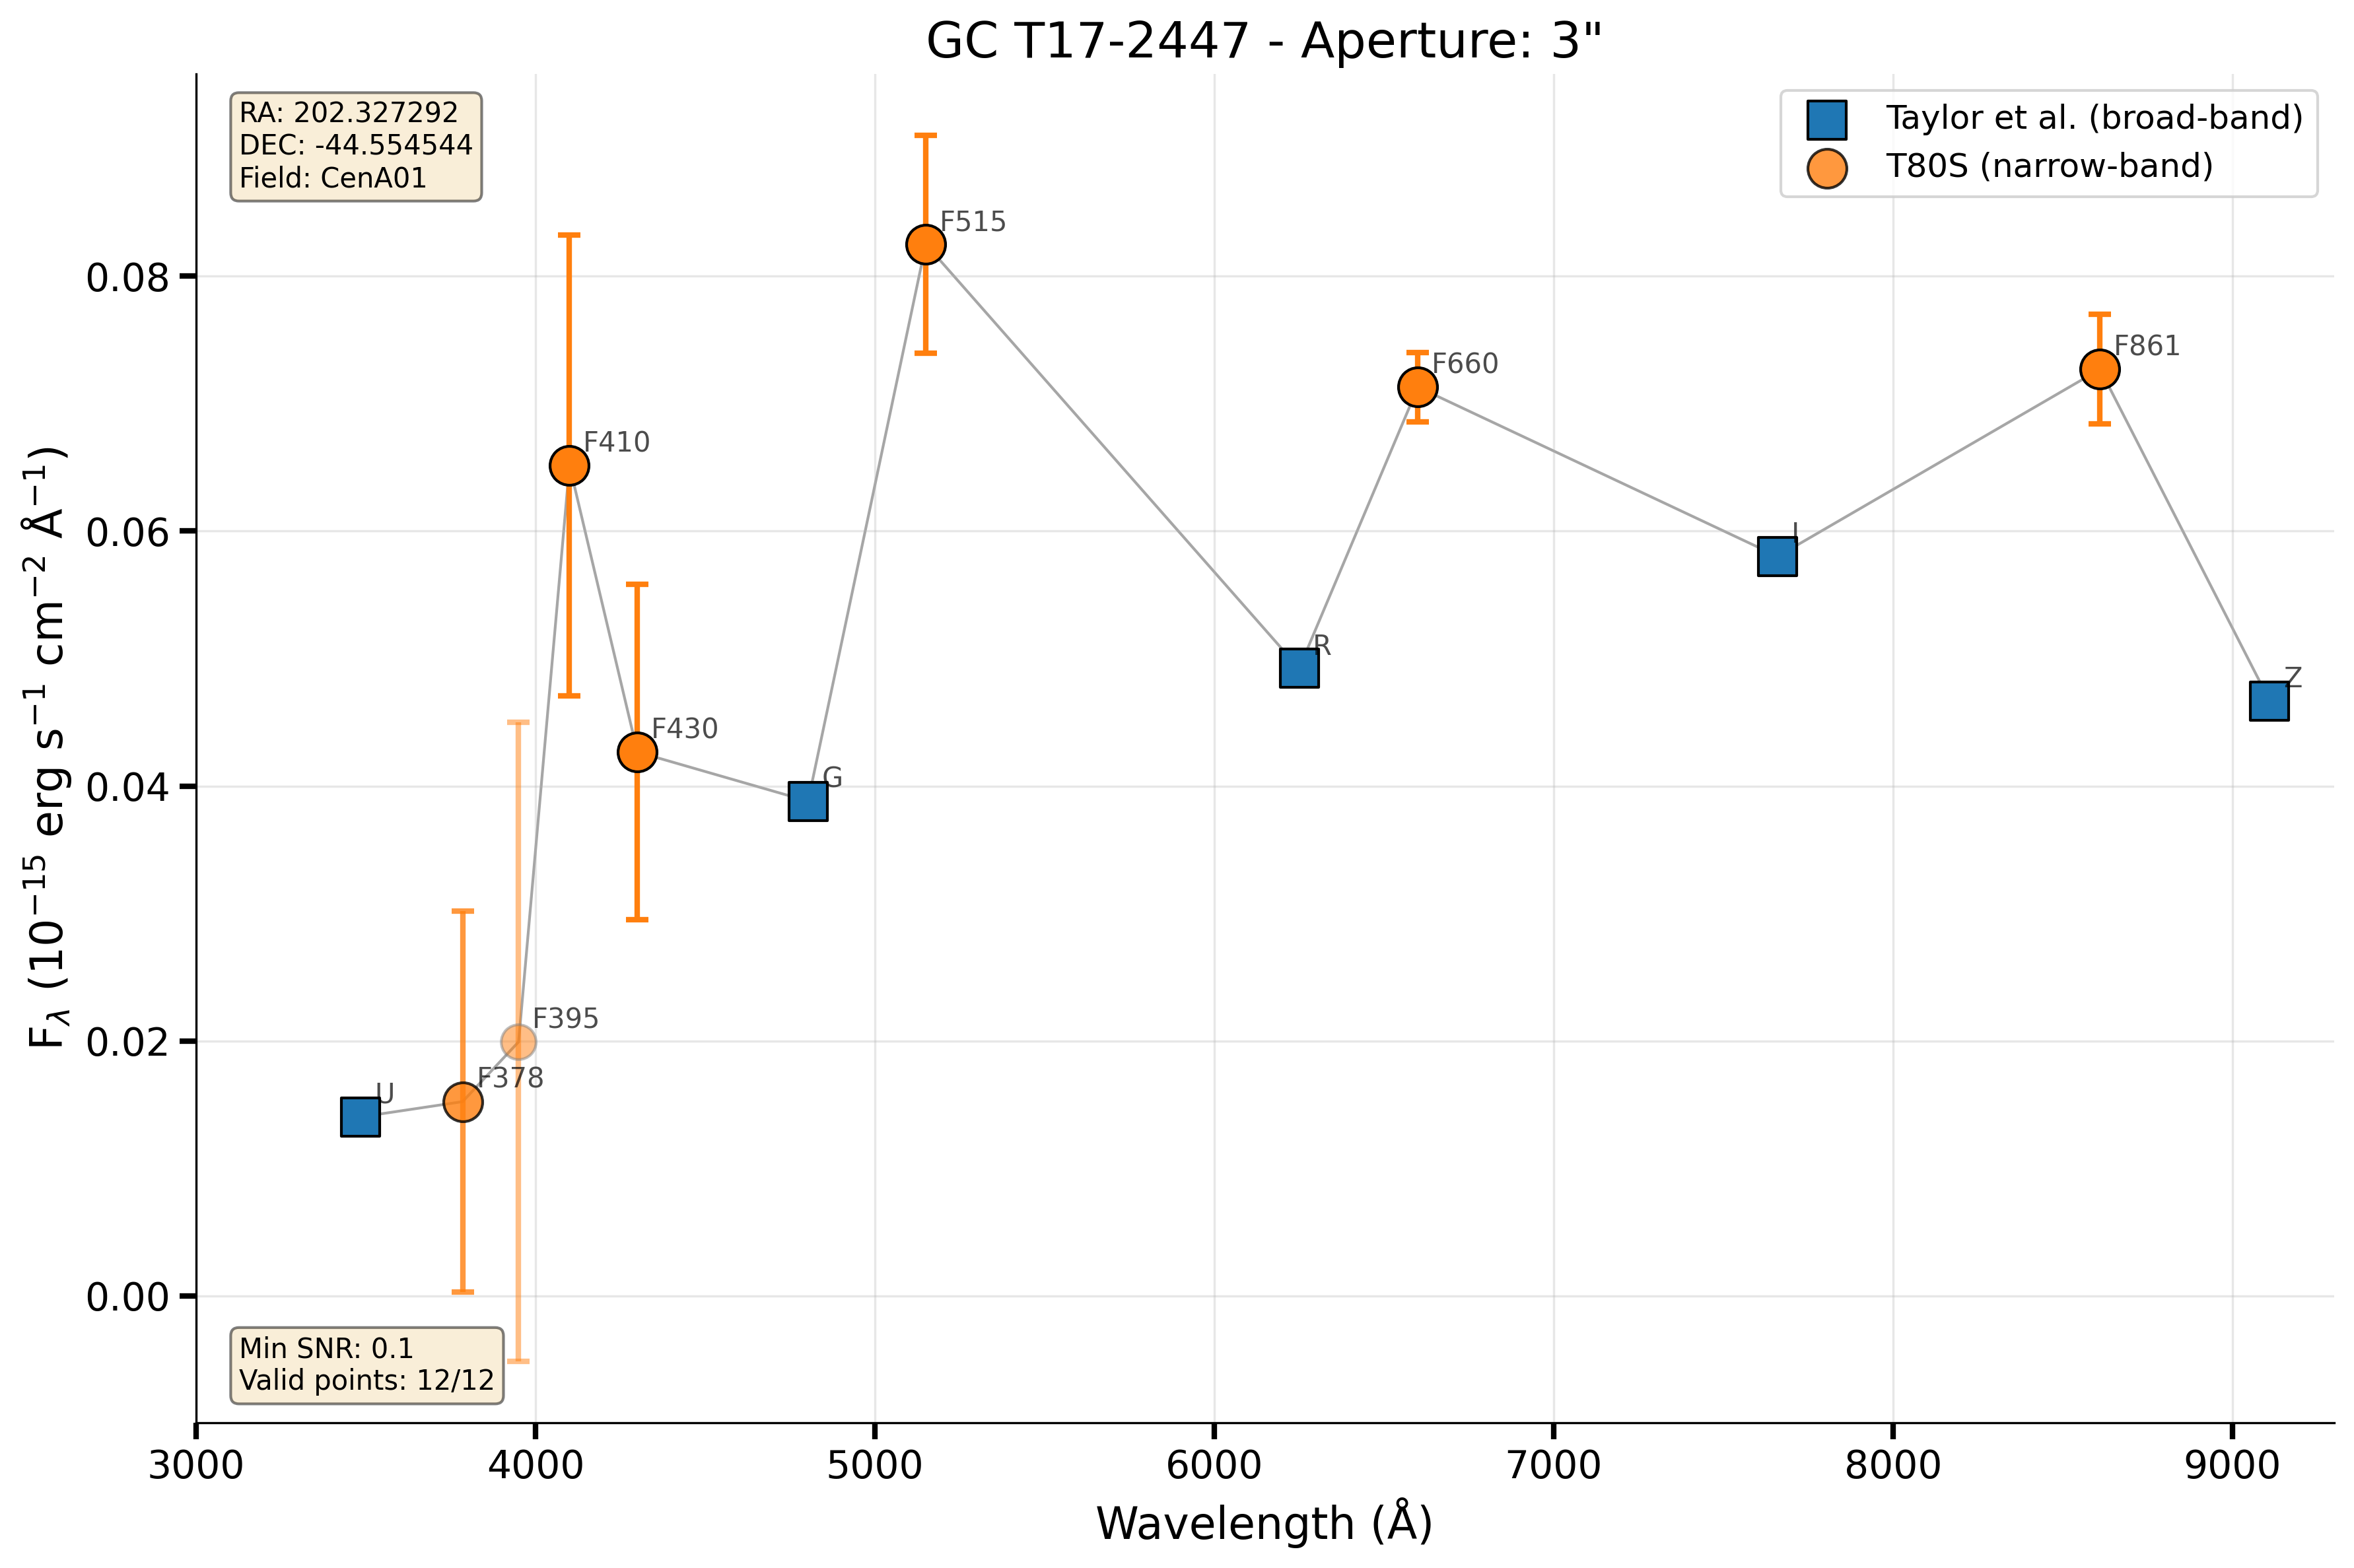 GC T17-2447 - Aperture: 3"
RA: 202.327292
DEC: -44.554544
Field: CenA01
Taylor et al. (broad-band)
T80S (narrow-band)
F515
F861
F660
F410
I
R
Z
F430
G
F395
F378
U
Min SNR: 0.1
Valid points: 12/12
0.08
0.06
0.04
0.02
0.00
F$_{λ}$ (10$^{−15}$ erg s$^{−1}$ cm$^{−2}$ Å$^{−1}$)
3000 4000 5000 6000 7000 8000 9000
Wavelength (Å)